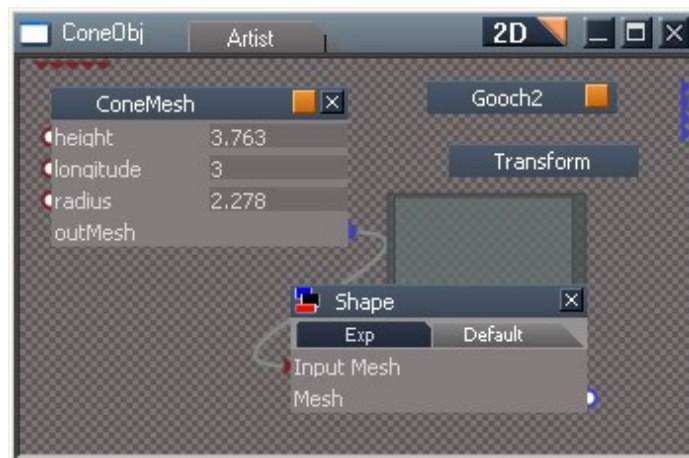 ConeObj Artist 2D
ConeMesh
height 3.763
longitude 3
radius 2.278
outMesh
Gooch2
Transform
Shape
Exp Default
Input Mesh
Mesh